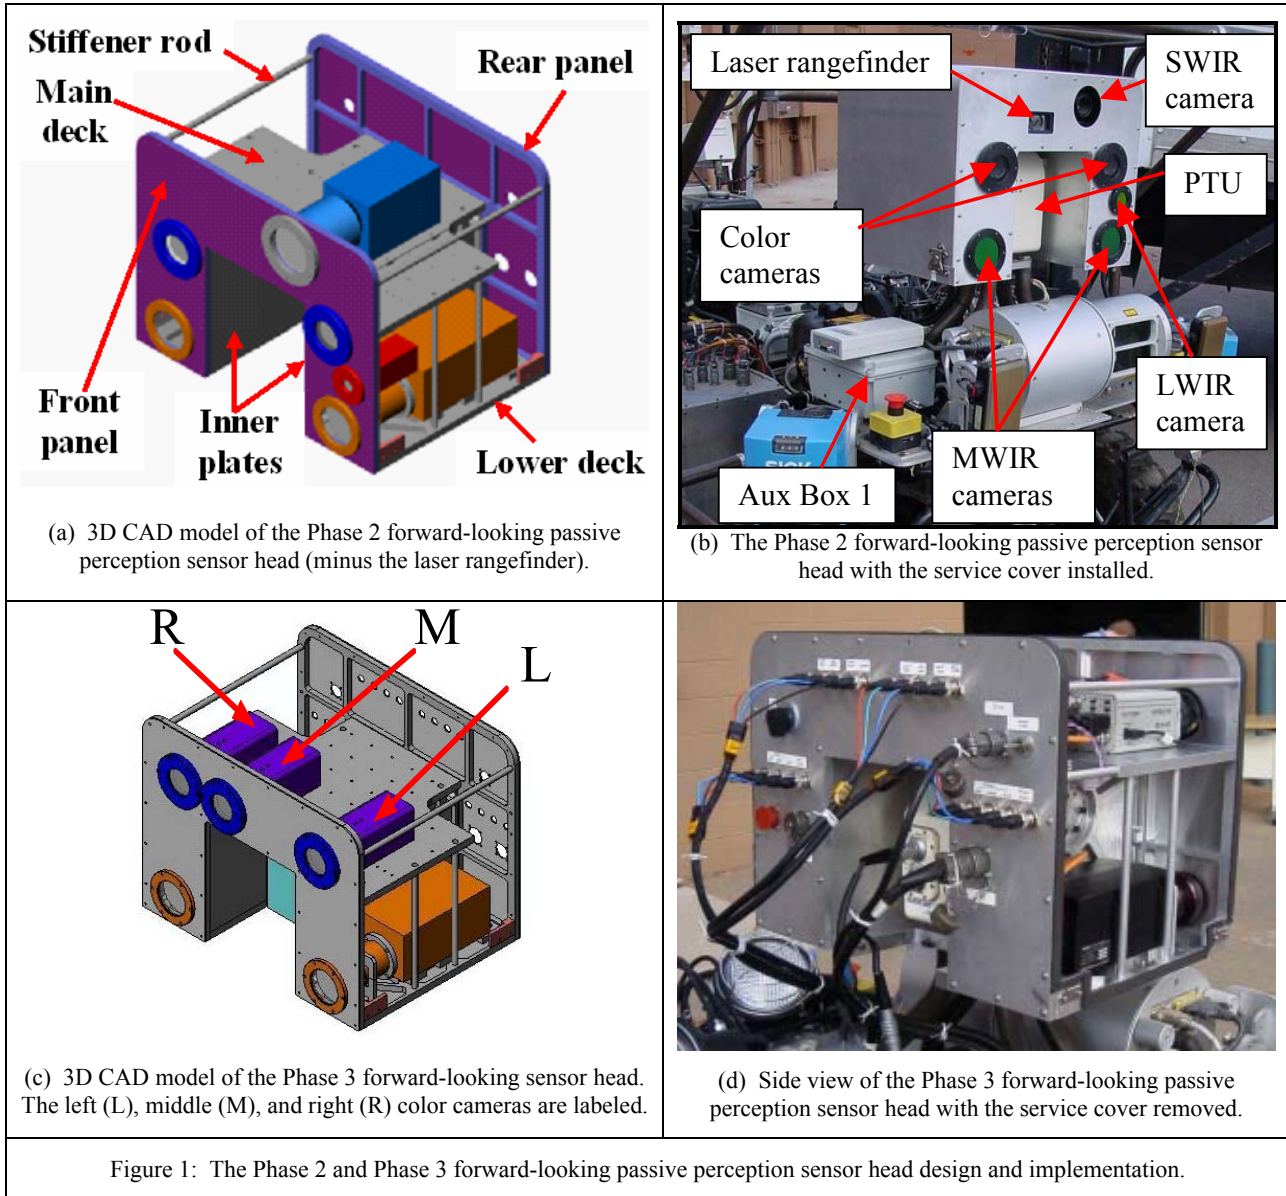 Stiffener rod
Main
deck
Rear panel
Front
panel
Inner
plates
Lower deck
(a) 3D CAD model of the Phase 2 forward-looking passive
perception sensor head (minus the laser rangefinder).
Laser rangefinder
SWIR
camera
PTU
Color
cameras
LWIR
camera
MWIR
cameras
Aux Box 1
SICK
(b) The Phase 2 forward-looking passive perception sensor
head with the service cover installed.
R
M
L
(c) 3D CAD model of the Phase 3 forward-looking sensor head.
The left (L), middle (M), and right (R) color cameras are labeled.
(d) Side view of the Phase 3 forward-looking passive
perception sensor head with the service cover removed.
Figure 1: The Phase 2 and Phase 3 forward-looking passive perception sensor head design and implementation.